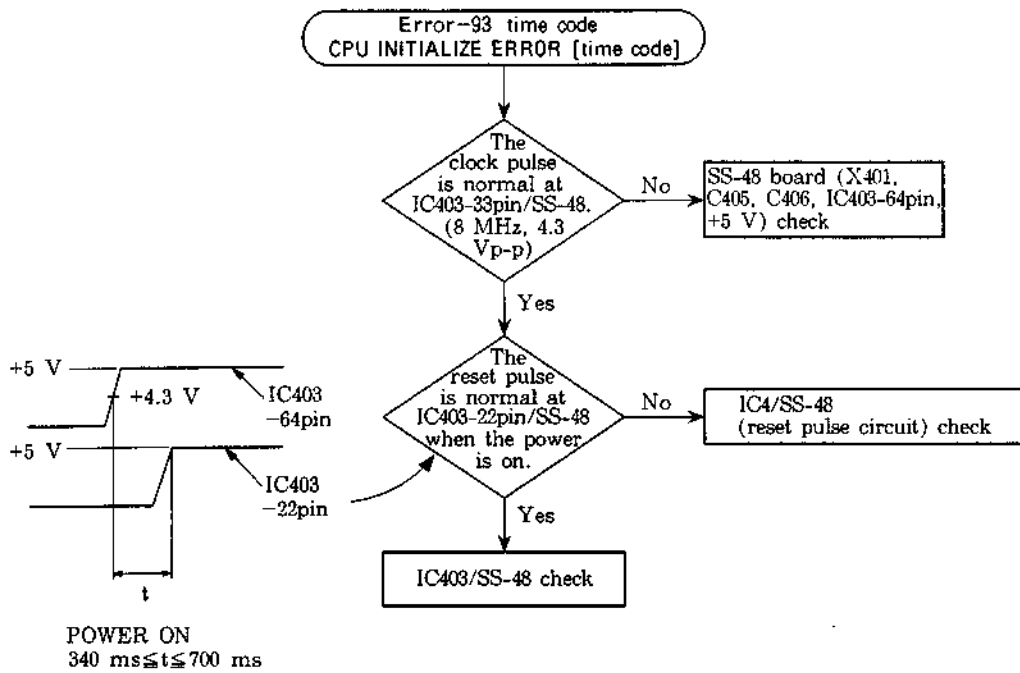 Error-93 time code
CPU INITIALIZE ERROR [time code]
The
clock pulse
is normal at
IC403-33pin/SS-48.
(8 MHz, 4.3
Vp-p)
No
SS-48 board (X401,
C405, C406, IC403-64pin,
+5 V) check
Yes
The
reset pulse
is normal at
IC403-22pin/SS-48
when the power
is on.
No
IC4/SS-48
(reset pulse circuit) check
Yes
IC403/SS-48 check
+5 V
+4.3 V
IC403
-64pin
+5 V
IC403
-22pin
t
POWER ON
340 ms≦t≦700 ms